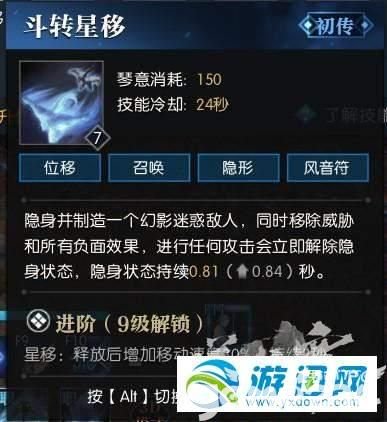 斗转星移
初传
琴意消耗: 150
技能冷却: 24秒
7
位移 召唤 隐形 风音符
了解技
隐身并制造一个幻影迷惑敌人，同时移除威胁
和所有负面效果，进行任何攻击会立即解除隐
身状态，隐身状态持续0.81（0.84）秒。
进阶（9级解锁）
星移：释放后增加移动速度30%
F9
F10
按【Alt】切换
游戏网
www.yxdown.com